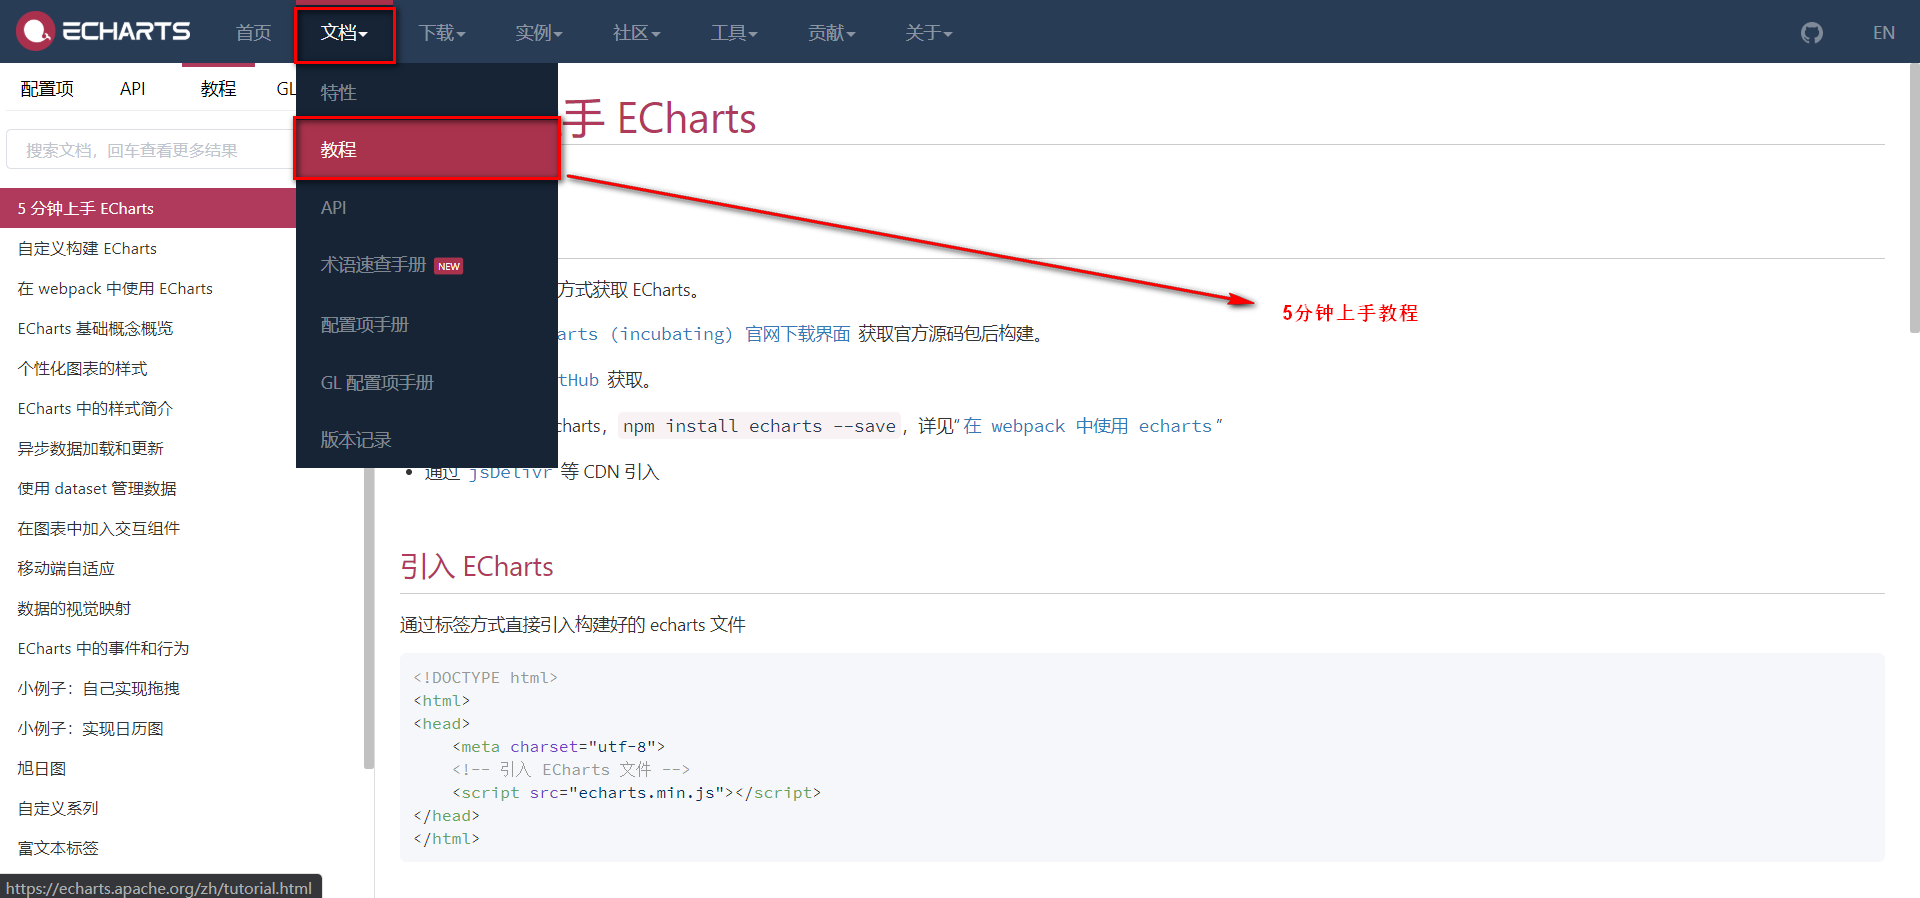 ECHARTS 首页 文档 下载 实例 社区 工具 贡献 关于 EN
配置项 API 教程 GL
搜索文档，回车查看更多结果
5 分钟上手 ECharts
自定义构建 ECharts
在 webpack 中使用 ECharts
ECharts 基础概念概览
个性化图表的样式
ECharts 中的样式简介
异步数据加载和更新
使用 dataset 管理数据
在图表中加入交互组件
移动端自适应
数据的视觉映射
ECharts 中的事件和行为
小例子：自己实现拖拽
小例子：实现日历图
旭日图
自定义系列
富文本标签
https://echarts.apache.org/zh/tutorial.html
特性
教程
API
术语速查手册 NEW
配置项手册
GL 配置项手册
版本记录
手 ECharts
方式获取 ECharts。
arts (incubating) 官网下载界面 获取官方源码包后构建。
tHub 获取。
charts，npm install echarts --save，详见“在 webpack 中使用 echarts”
通过 jsDelivr 等 CDN 引入
5分钟上手教程
引入 ECharts
通过标签方式直接引入构建好的 echarts 文件
<!DOCTYPE html>
<html>
<head>
<meta charset="utf-8">
<!-- 引入 ECharts 文件 -->
<script src="echarts.min.js"></script>
</head>
</html>